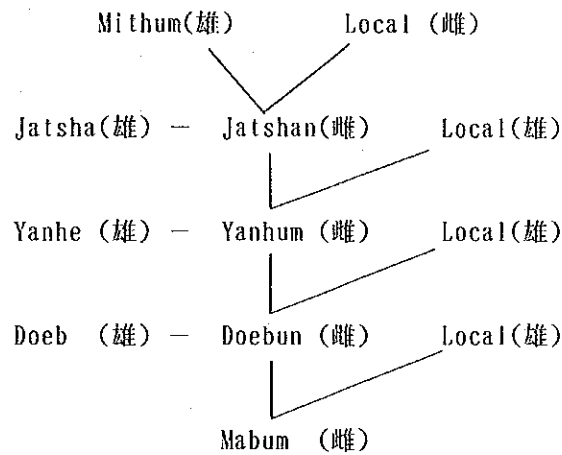 Mithum(雄) Local (雌)
Jatsha(雄) － Jatshan(雌) Local(雄)
Yanhe (雄) － Yanhum (雌) Local(雄)
Doeb (雄) － Doebun (雌) Local(雄)
Mabum (雌)